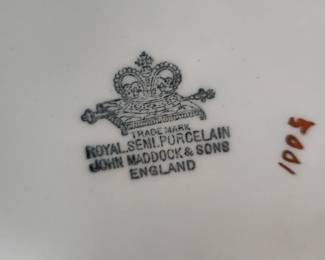 TRADE MARK
ROYAL.SEMI.PORCELAIN
JOHN MADDOCK & SONS
ENGLAND
1005